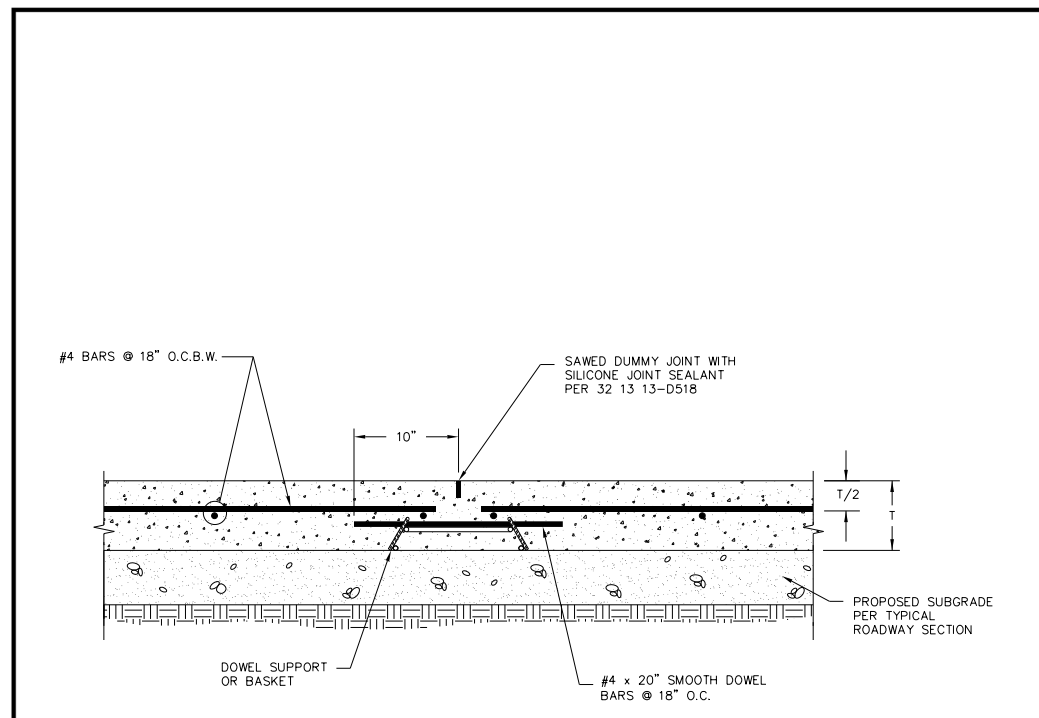 #4 BARS @ 18" O.C.B.W.
SAWED DUMMY JOINT WITH
SILICONE JOINT SEALANT
PER 32 13 13-D518
10"
T/2
T
PROPOSED SUBGRADE
PER TYPICAL
ROADWAY SECTION
DOWEL SUPPORT
OR BASKET
#4 x 20" SMOOTH DOWEL
BARS @ 18" O.C.